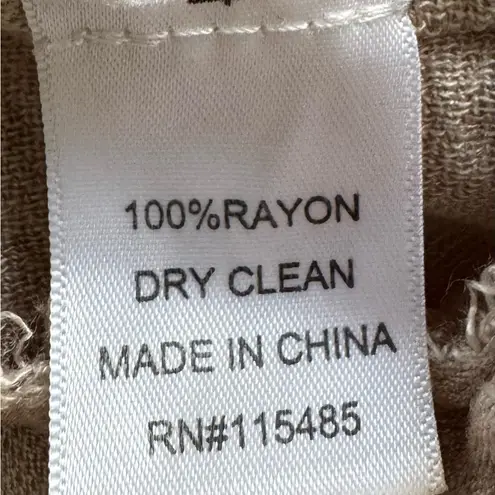 100%RAYON
DRY CLEAN
MADE IN CHINA
RN#115485